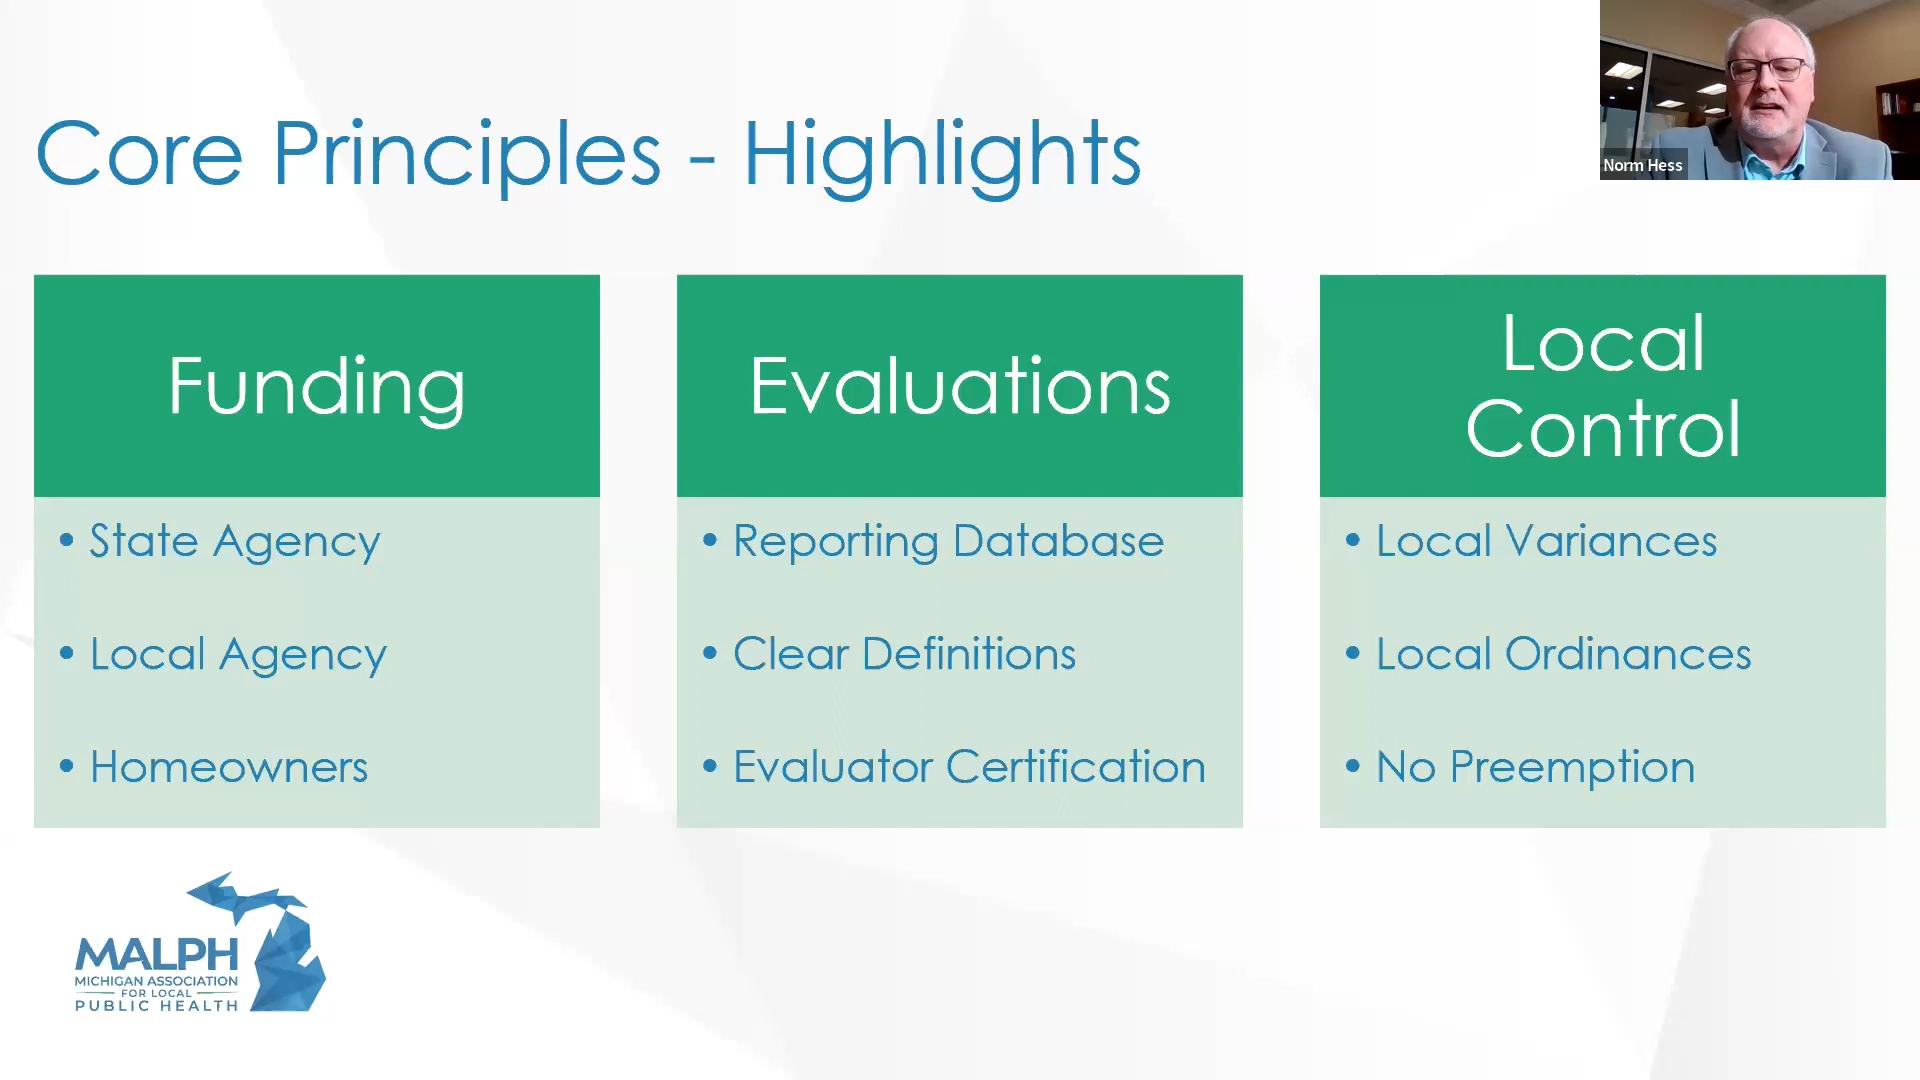 Core Principles - Highlights
Norm Hess
Funding
• State Agency
• Local Agency
• Homeowners
Evaluations
• Reporting Database
• Clear Definitions
• Evaluator Certification
Local
Control
• Local Variances
• Local Ordinances
• No Preemption
MALPH
MICHIGAN ASSOCIATION
FOR LOCAL
PUBLIC HEALTH